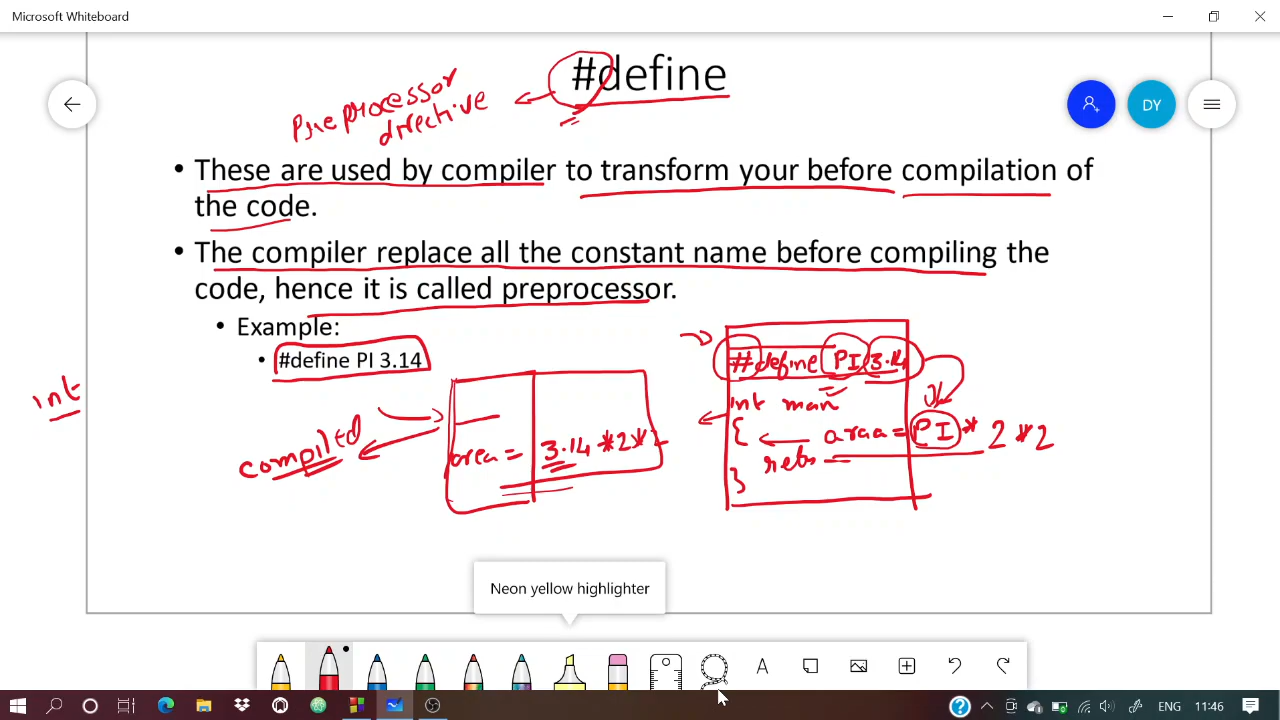 Microsoft Whiteboard
#define
Preprocessor
directive
DY
• These are used by compiler to transform your before compilation of
the code.
• The compiler replace all the constant name before compiling the
code, hence it is called preprocessor.
• Example:
• #define PI 3.14
int
compiled
area = 3.14 *2*2
#define PI 3.14
int man
{ area = PI * 2 *2
}
Neon yellow highlighter
A
ENG 11:46